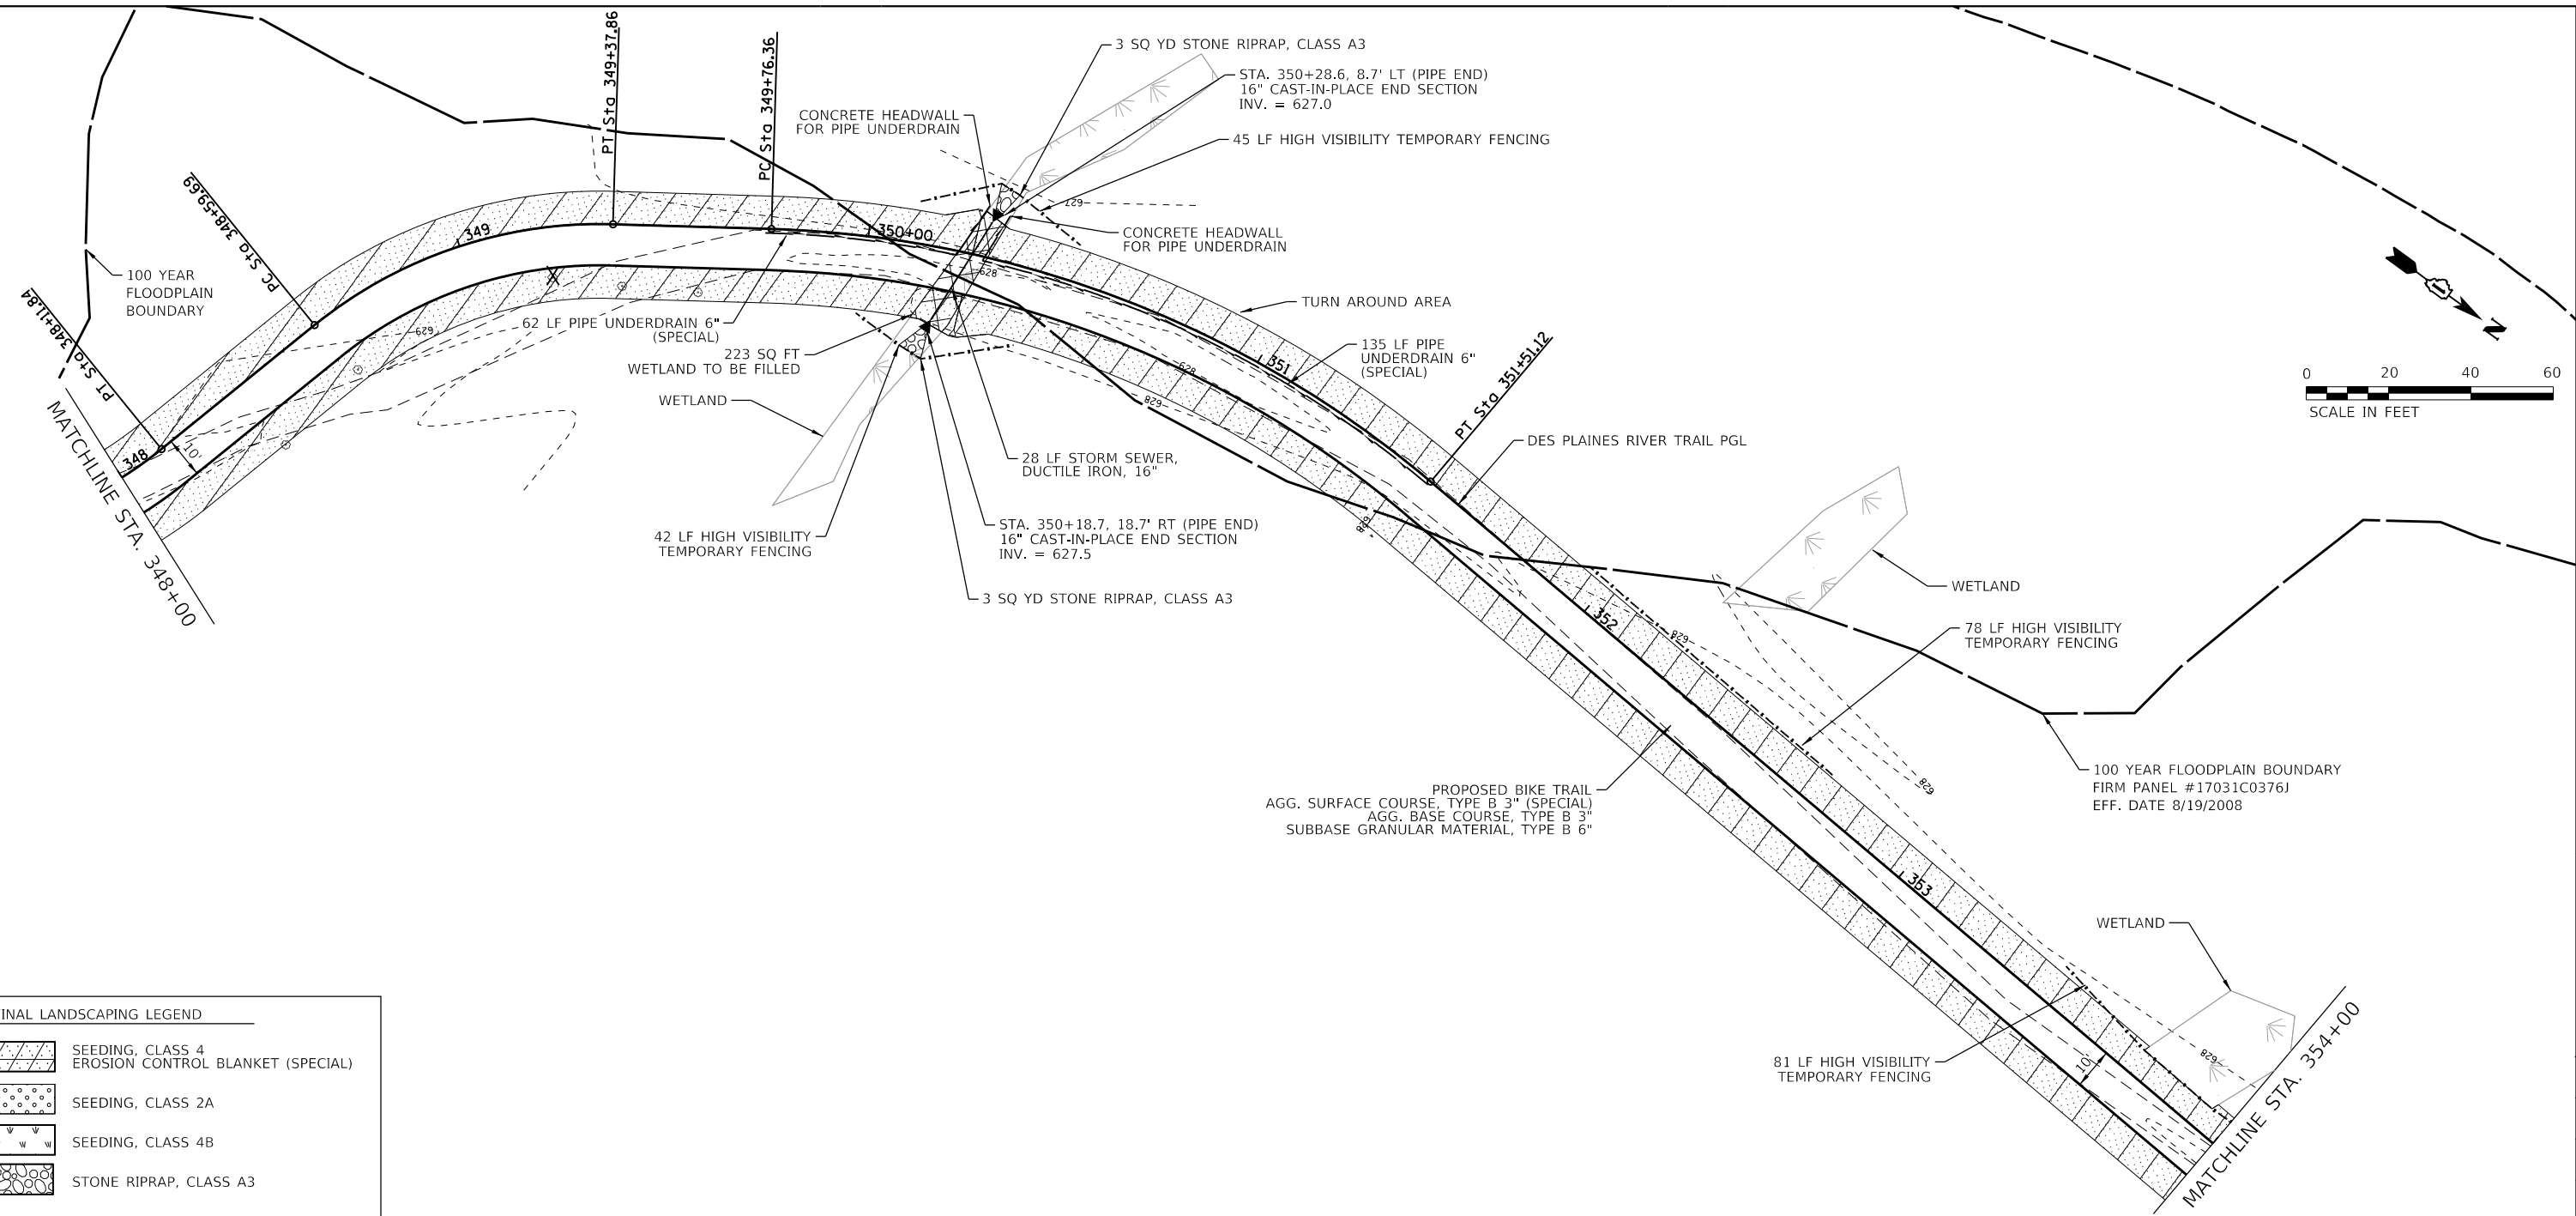 3 SQ YD STONE RIPRAP, CLASS A3
STA. 350+28.6, 8.7' LT (PIPE END)
16" CAST-IN-PLACE END SECTION
INV. = 627.0
45 LF HIGH VISIBILITY TEMPORARY FENCING
CONCRETE HEADWALL
FOR PIPE UNDERDRAIN
PT Sta 349+37.86
PC Sta 349+76.36
PC Sta 348+59.69
PT Sta 348+11.84
100 YEAR
FLOODPLAIN
BOUNDARY
MATCHLINE STA. 348+00
348
10'
349
350+00
627
628
629
CONCRETE HEADWALL
FOR PIPE UNDERDRAIN
TURN AROUND AREA
62 LF PIPE UNDERDRAIN 6"
(SPECIAL)
223 SQ FT
WETLAND TO BE FILLED
WETLAND
351
135 LF PIPE
UNDERDRAIN 6"
(SPECIAL)
PT Sta 351+51.12
628
628
DES PLAINES RIVER TRAIL PGL
N
0 20 40 60
SCALE IN FEET
28 LF STORM SEWER,
DUCTILE IRON, 16"
42 LF HIGH VISIBILITY
TEMPORARY FENCING
STA. 350+18.7, 18.7' RT (PIPE END)
16" CAST-IN-PLACE END SECTION
INV. = 627.5
3 SQ YD STONE RIPRAP, CLASS A3
628
WETLAND
352
628
78 LF HIGH VISIBILITY
TEMPORARY FENCING
100 YEAR FLOODPLAIN BOUNDARY
FIRM PANEL #17031C0376J
EFF. DATE 8/19/2008
628
PROPOSED BIKE TRAIL
AGG. SURFACE COURSE, TYPE B 3" (SPECIAL)
AGG. BASE COURSE, TYPE B 3"
SUBBASE GRANULAR MATERIAL, TYPE B 6"
353
WETLAND
81 LF HIGH VISIBILITY
TEMPORARY FENCING
10'
628
MATCHLINE STA. 354+00
INAL LANDSCAPING LEGEND
SEEDING, CLASS 4
EROSION CONTROL BLANKET (SPECIAL)
SEEDING, CLASS 2A
SEEDING, CLASS 4B
STONE RIPRAP, CLASS A3